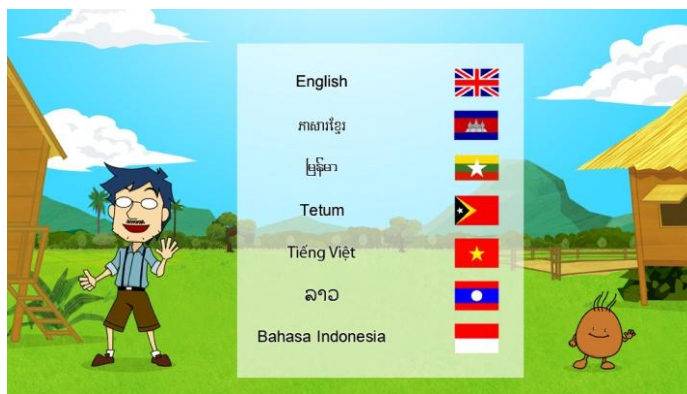 English
ភាសាខ្មែរ
မြန်မာ
Tetum
Tiếng Việt
ລາວ
Bahasa Indonesia